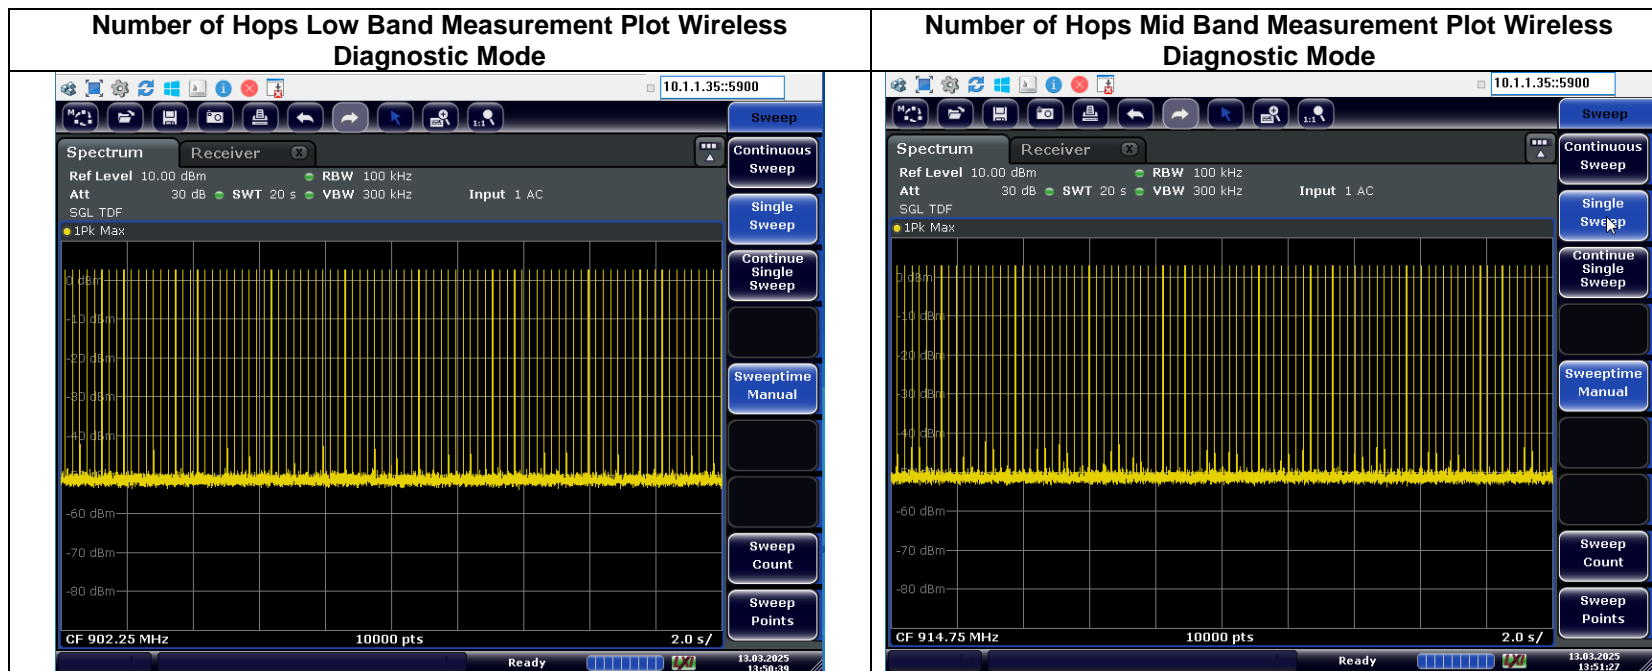 Number of Hops Low Band Measurement Plot Wireless
Diagnostic Mode
10.1.1.35::5900
Sweep
Spectrum
Receiver
Continuous
Sweep
Ref Level 10.00 dBm
RBW 100 kHz
Att
30 dB
SWT 20 s
VBW 300 kHz
Input 1 AC
SGL TDF
Single
Sweep
1Pk Max
Continue
Single
Sweep
0 dBm
-10 dBm
-20 dBm
Sweeptime
Manual
-30 dBm
-40 dBm
-60 dBm
Sweep
Count
-70 dBm
-80 dBm
Sweep
Points
CF 902.25 MHz
10000 pts
2.0 s/
Ready
13.03.2025
13:50:39
Number of Hops Mid Band Measurement Plot Wireless
Diagnostic Mode
10.1.1.35::5900
1:1
Sweep
Spectrum
Receiver
Continuous
Sweep
Ref Level 10.00 dBm
RBW 100 kHz
Att
30 dB
SWT 20 s
VBW 300 kHz
Input 1 AC
SGL TDF
Single
Sweep
1Pk Max
Continue
Single
Sweep
0 dBm
-10 dBm
-20 dBm
Sweeptime
Manual
-30 dBm
-40 dBm
-60 dBm
Sweep
Count
-70 dBm
-80 dBm
Sweep
Points
CF 914.75 MHz
10000 pts
2.0 s/
Ready
13.03.2025
13:51:27